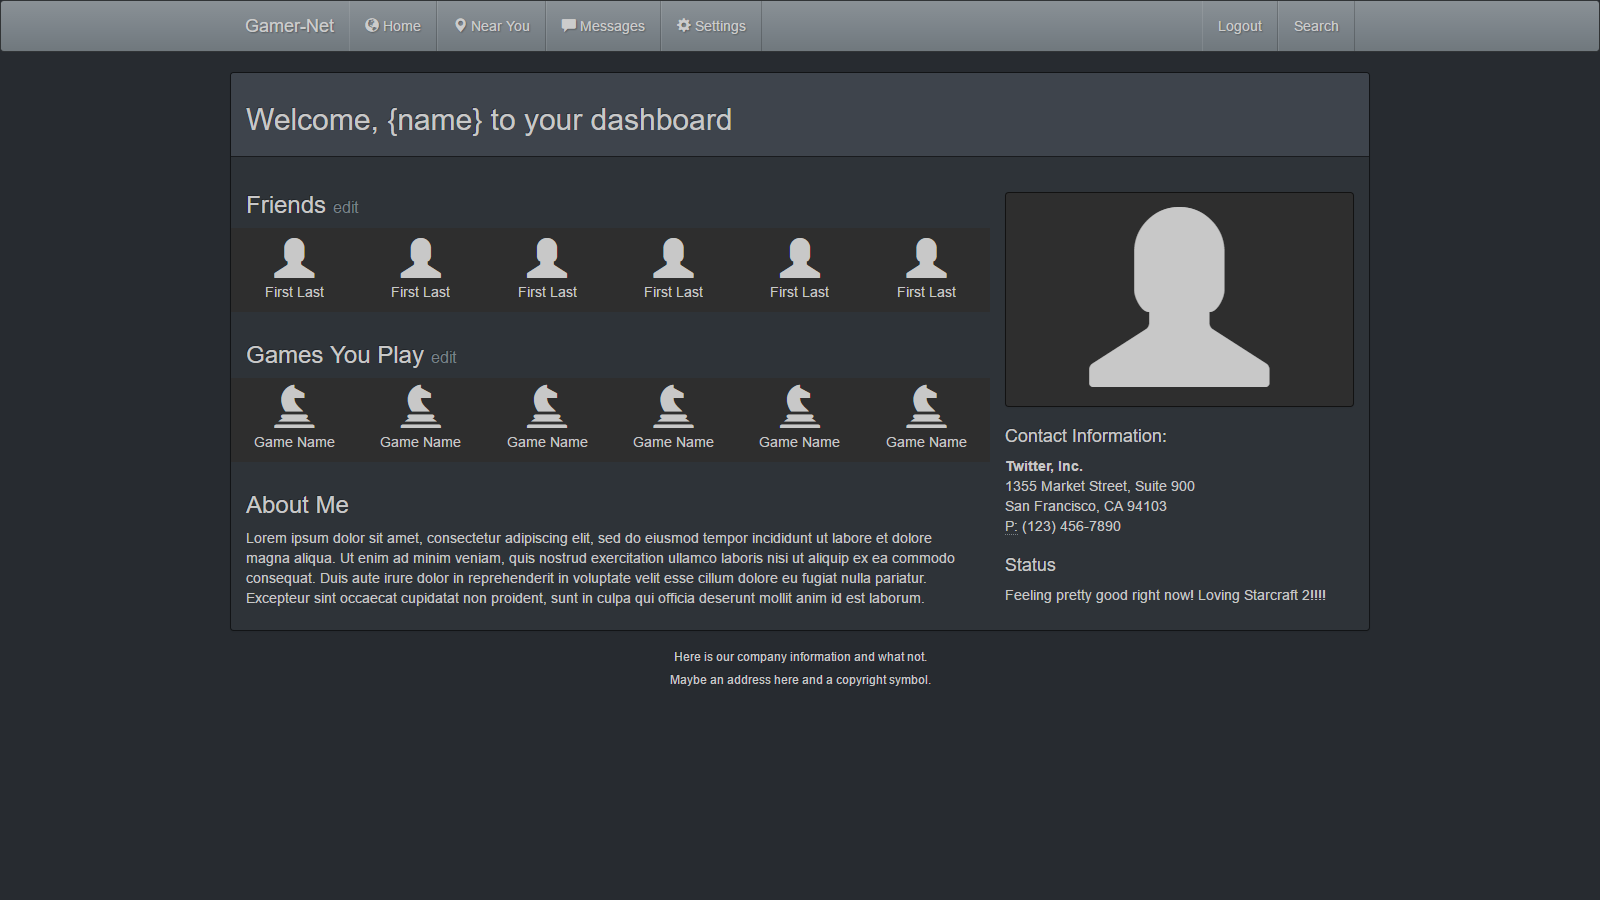 Gamer-Net Home Near You Messages Settings Logout Search
Welcome, {name} to your dashboard
Friends edit
First Last First Last First Last First Last First Last First Last
Games You Play edit
Game Name Game Name Game Name Game Name Game Name Game Name
About Me
Lorem ipsum dolor sit amet, consectetur adipiscing elit, sed do eiusmod tempor incididunt ut labore et dolore
magna aliqua. Ut enim ad minim veniam, quis nostrud exercitation ullamco laboris nisi ut aliquip ex ea commodo
consequat. Duis aute irure dolor in reprehenderit in voluptate velit esse cillum dolore eu fugiat nulla pariatur.
Excepteur sint occaecat cupidatat non proident, sunt in culpa qui officia deserunt mollit anim id est laborum.
Contact Information:
Twitter, Inc.
1355 Market Street, Suite 900
San Francisco, CA 94103
P: (123) 456-7890
Status
Feeling pretty good right now! Loving Starcraft 2!!!!
Here is our company information and what not.
Maybe an address here and a copyright symbol.